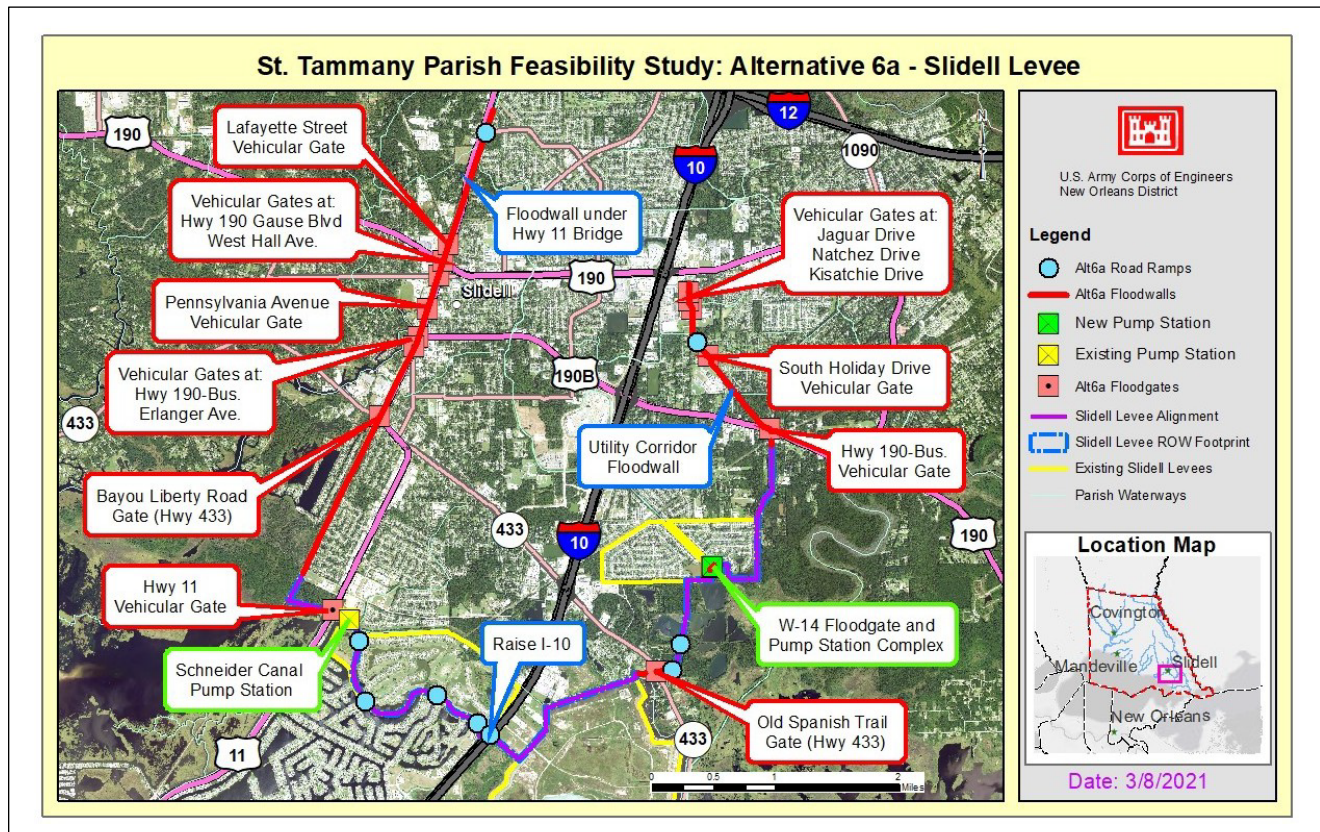 St. Tammany Parish Feasibility Study: Alternative 6a - Slidell Levee
190
Lafayette Street
Vehicular Gate
12
10
1090
N
Vehicular Gates at:
Hwy 190 Gause Blvd
West Hall Ave.
Floodwall under
Hwy 11 Bridge
Vehicular Gates at:
Jaguar Drive
Natchez Drive
Kisatchie Drive
190
Slidell
Pennsylvania Avenue
Vehicular Gate
Vehicular Gates at:
Hwy 190-Bus.
Erlanger Ave.
190B
South Holiday Drive
Vehicular Gate
433
Utility Corridor
Floodwall
Hwy 190-Bus.
Vehicular Gate
Bayou Liberty Road
Gate (Hwy 433)
433
10
190
Hwy 11
Vehicular Gate
W-14 Floodgate and
Pump Station Complex
Raise I-10
Schneider Canal
Pump Station
Old Spanish Trail
Gate (Hwy 433)
433
11
0 0.5 1 2
Miles
U.S. Army Corps of Engineers
New Orleans District
Legend
Alt6a Road Ramps
Alt6a Floodwalls
New Pump Station
Existing Pump Station
Alt6a Floodgates
Slidell Levee Alignment
Slidell Levee ROW Footprint
Existing Slidell Levees
Parish Waterways
Location Map
Covington
Mandeville
Slidell
New Orleans
Date: 3/8/2021